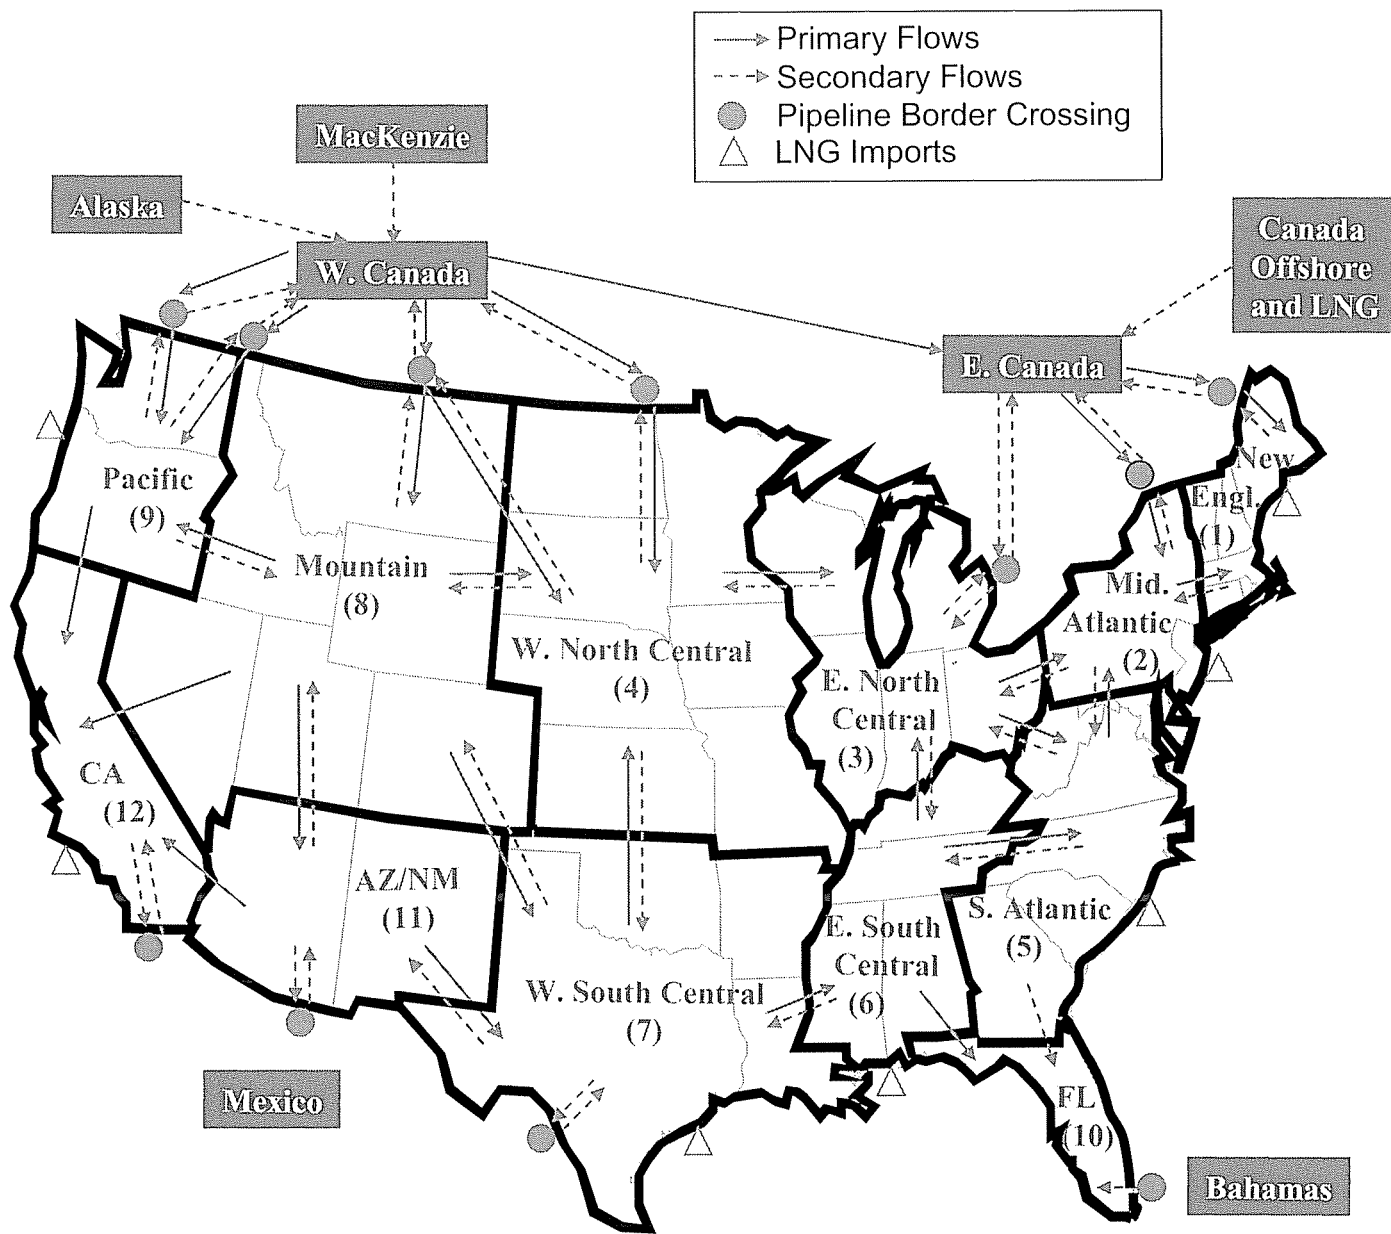 Primary Flows
Secondary Flows
Pipeline Border Crossing
LNG Imports
MacKenzie
Alaska
W. Canada
Canada
Offshore
and LNG
E. Canada
Pacific
(9)
Mountain
(8)
New
Engl.
(1)
Mid.
Atlantic
(2)
W. North Central
(4)
E. North
Central
(3)
CA
(12)
AZ/NM
(11)
S. Atlantic
(5)
E. South
Central
(6)
W. South Central
(7)
Mexico
FL
(10)
Bahamas